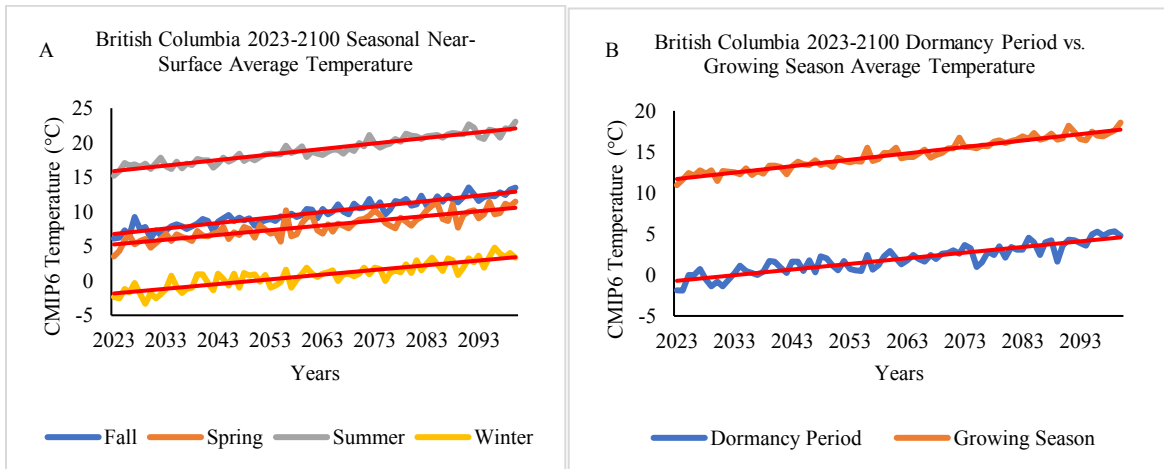 A
British Columbia 2023-2100 Seasonal Near-
Surface Average Temperature
CMIP6 Temperature (°C)
25
20
15
10
5
0
-5
2023 2033 2043 2053 2063 2073 2083 2093
Years
Fall Spring Summer Winter
B
British Columbia 2023-2100 Dormancy Period vs.
Growing Season Average Temperature
CMIP6 Temperature (°C)
20
15
10
5
0
-5
2023 2033 2043 2053 2063 2073 2083 2093
Years
Dormancy Period Growing Season